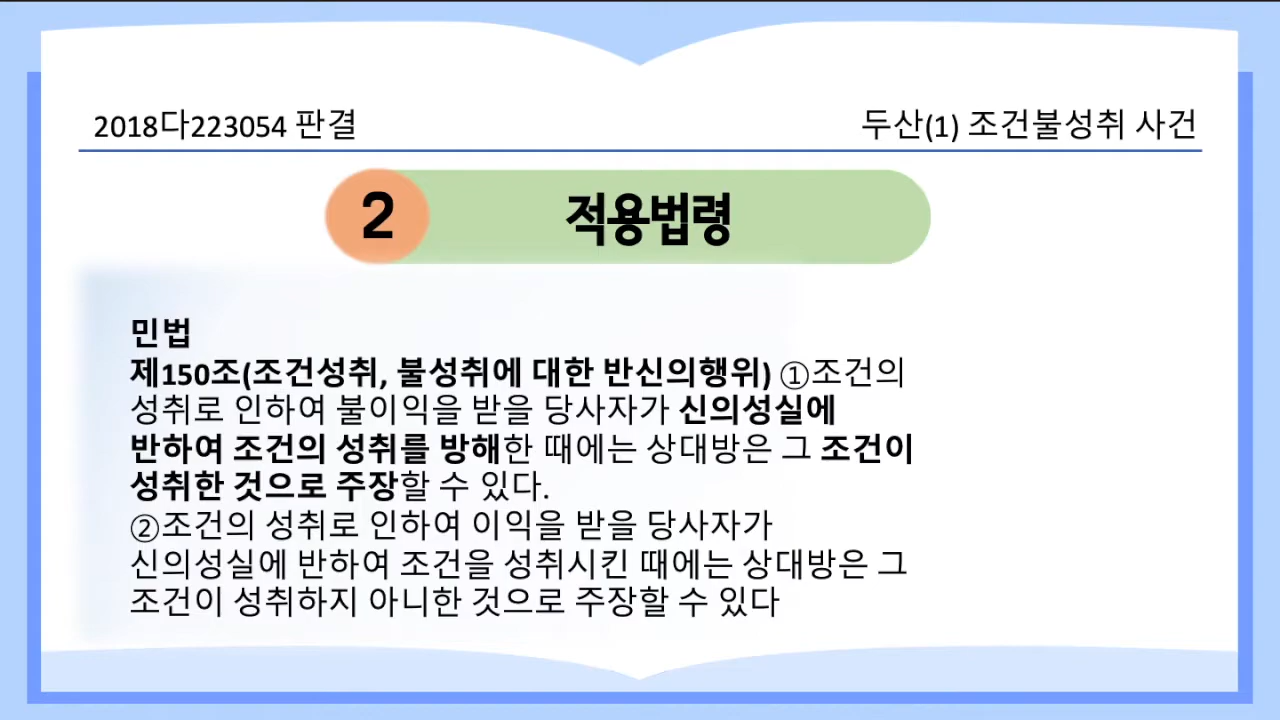 2018다223054 판결
두산(1) 조건불성취 사건
2 적용법령
민법
제150조(조건성취, 불성취에 대한 반신의행위) ①조건의
성취로 인하여 불이익을 받을 당사자가 신의성실에
반하여 조건의 성취를 방해한 때에는 상대방은 그 조건이
성취한 것으로 주장할 수 있다.
②조건의 성취로 인하여 이익을 받을 당사자가
신의성실에 반하여 조건을 성취시킨 때에는 상대방은 그
조건이 성취하지 아니한 것으로 주장할 수 있다